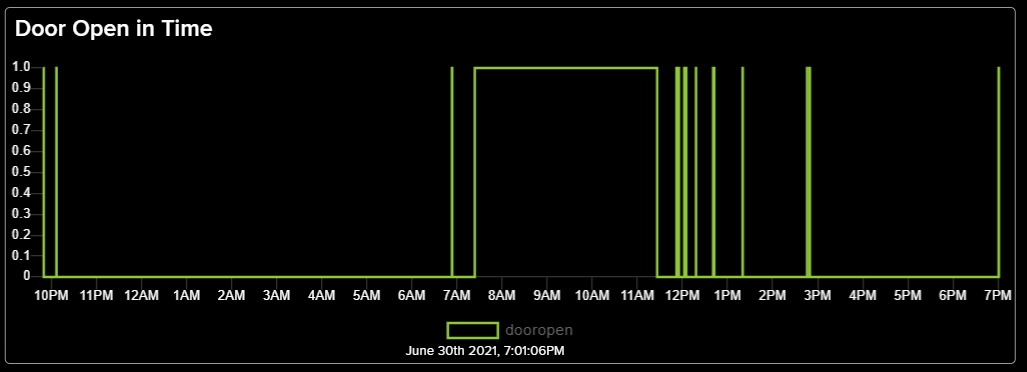 Door Open in Time
1.0
0.9
0.8
0.7
0.6
0.5
0.4
0.3
0.2
0.1
0
10PM 11PM 12AM 1AM 2AM 3AM 4AM 5AM 6AM 7AM 8AM 9AM 10AM 11AM 12PM 1PM 2PM 3PM 4PM 5PM 6PM 7PM
dooropen
June 30th 2021, 7:01:06PM